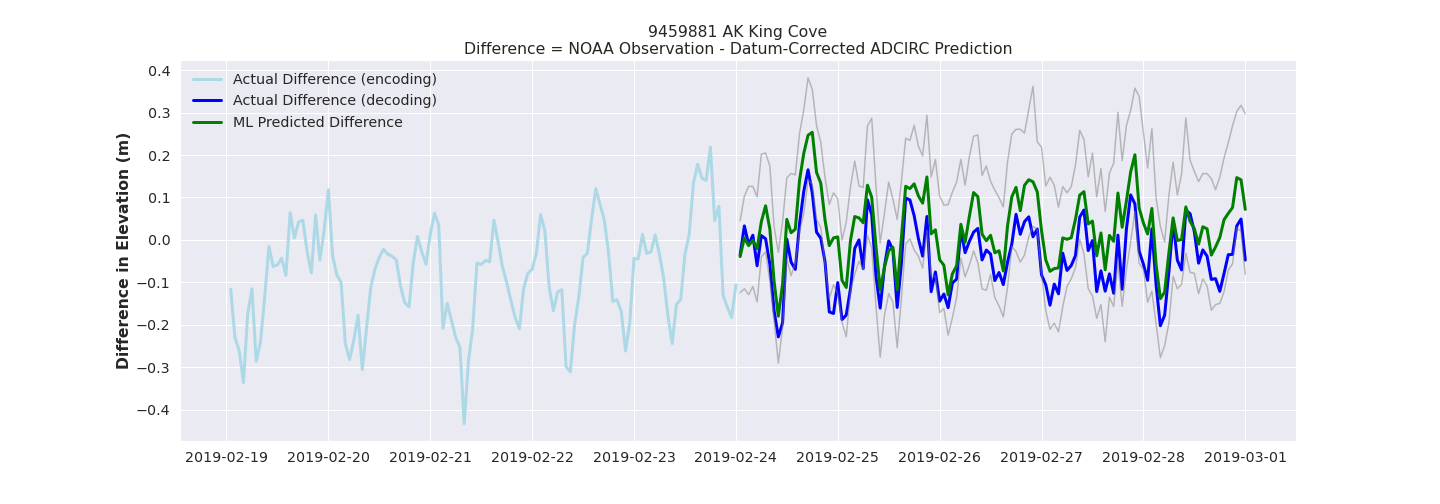 9459881 AK King Cove
Difference = NOAA Observation - Datum-Corrected ADCIRC Prediction
Difference in Elevation (m)
0.4
0.3
0.2
0.1
0.0
−0.1
−0.2
−0.3
−0.4
Actual Difference (encoding)
Actual Difference (decoding)
ML Predicted Difference
2019-02-19 2019-02-20 2019-02-21 2019-02-22 2019-02-23 2019-02-24 2019-02-25 2019-02-26 2019-02-27 2019-02-28 2019-03-01